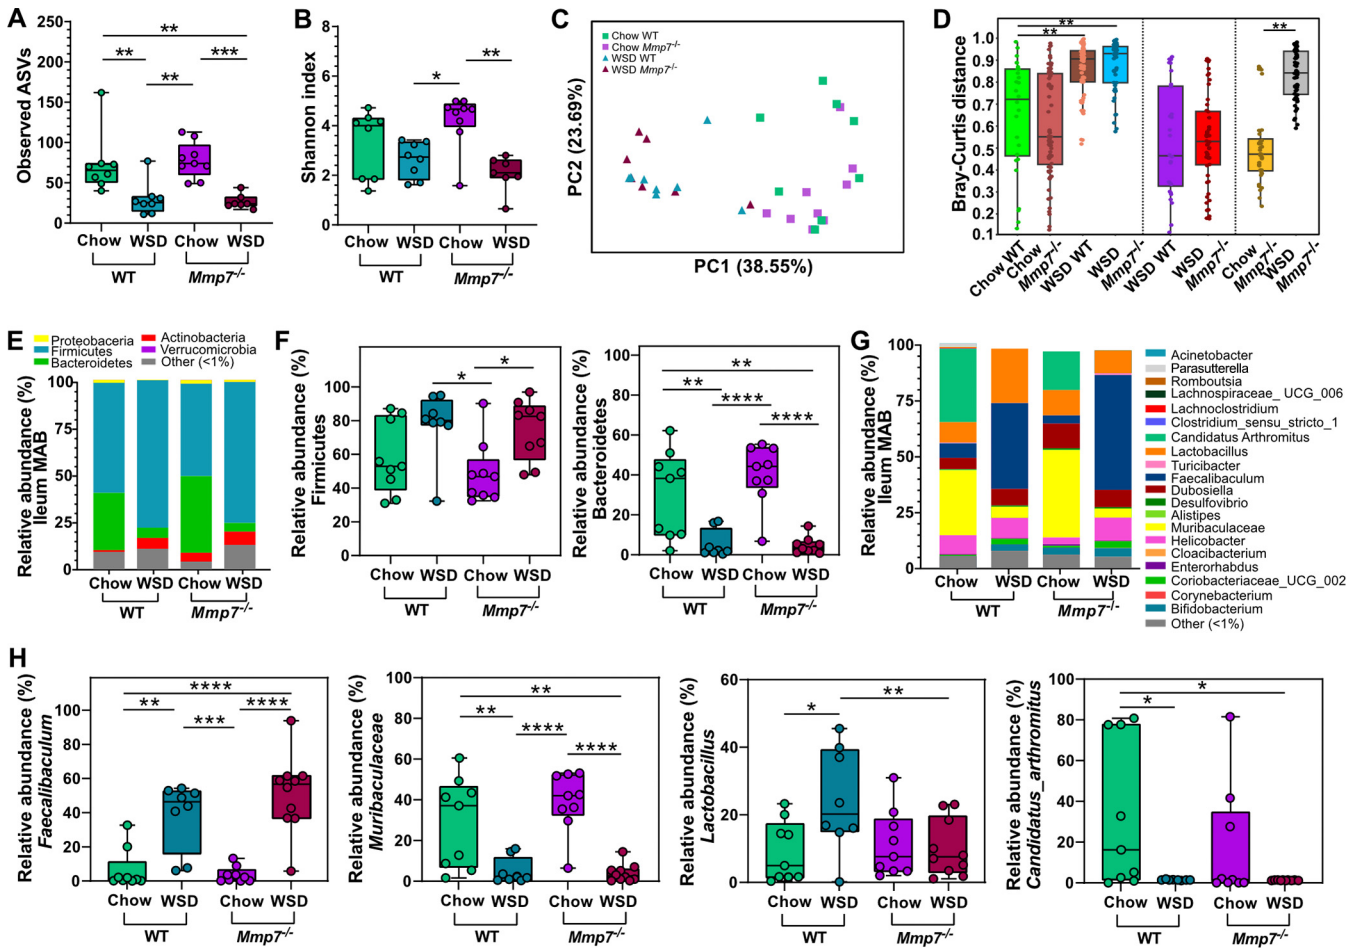 A
Observed ASVs
250
200
150
100
50
0
**
**
***
**
Chow WSD Chow WSD
WT Mmp7-/-
B
Shannon index
8
6
4
2
0
*
**
Chow WSD Chow WSD
WT Mmp7-/-
C
Chow WT
Chow Mmp7-/-
WSD WT
WSD Mmp7-/-
PC2 (23.69%)
PC1 (38.55%)
D
Bray-Curtis distance
1.0
0.9
0.8
0.7
0.6
0.5
0.4
0.3
0.2
0.1
**
**
**
Chow WT
Chow Mmp7-/-
WSD WT
WSD Mmp7-/-
WSD WT
WSD Mmp7-/-
Chow Mmp7-/-
WSD Mmp7-/-
E
Proteobaceria
Firmicutes
Bacteroidetes
Actinobacteria
Verrucomicrobia
Other (<1%)
Relative abundance (%)
Ileum MAB
100
75
50
25
0
Chow WSD Chow WSD
WT Mmp7-/-
F
Relative abundance (%)
Firmicutes
100
80
60
40
20
0
*
*
Chow WSD Chow WSD
WT Mmp7-/-
Relative abundance (%)
Bacteroidetes
100
80
60
40
20
0
**
**
****
****
Chow WSD Chow WSD
WT Mmp7-/-
G
Relative abundance (%)
Ileum MAB
100
75
50
25
0
Chow WSD Chow WSD
WT Mmp7-/-
Acinetobacter
Parasutterella
Romboutsia
Lachnospiraceae_ UCG_006
Lachnoclostridium
Clostridium_sensu_stricto_1
Candidatus Arthromitus
Lactobacillus
Turicibacter
Faecalibaculum
Dubosiella
Desulfovibrio
Alistipes
Muribaculaceae
Helicobacter
Cloacibacterium
Enterorhabdus
Coriobacteriaceae_UCG_002
Corynebacterium
Bifidobacterium
Other (<1%)
H
Relative abundance (%)
Faecalibaculum
100
80
60
40
20
0
****
**
****
***
Chow WSD Chow WSD
WT Mmp7-/-
Relative abundance (%)
Muribaculaceae
100
80
60
40
20
0
**
**
****
****
Chow WSD Chow WSD
WT Mmp7-/-
Relative abundance (%)
Lactobacillus
60
40
20
0
*
**
Chow WSD Chow WSD
WT Mmp7-/-
Relative abundance (%)
Candidatus_arthromitus
100
80
60
40
20
0
*
*
Chow WSD Chow WSD
WT Mmp7-/-